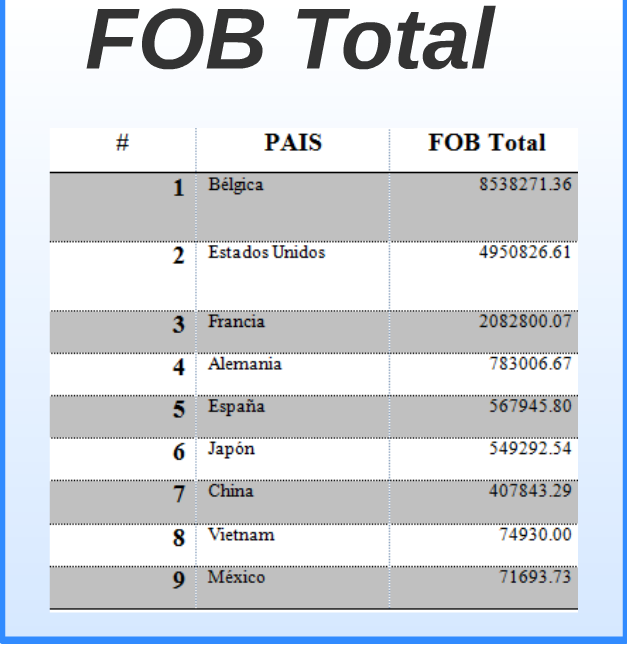 FOB Total
# PAIS FOB Total
1 Bélgica 8538271.36
2 Estados Unidos 4950826.61
3 Francia 2082800.07
4 Alemania 783006.67
5 España 567945.80
6 Japón 549292.54
7 China 407843.29
8 Vietnam 74930.00
9 México 71693.73